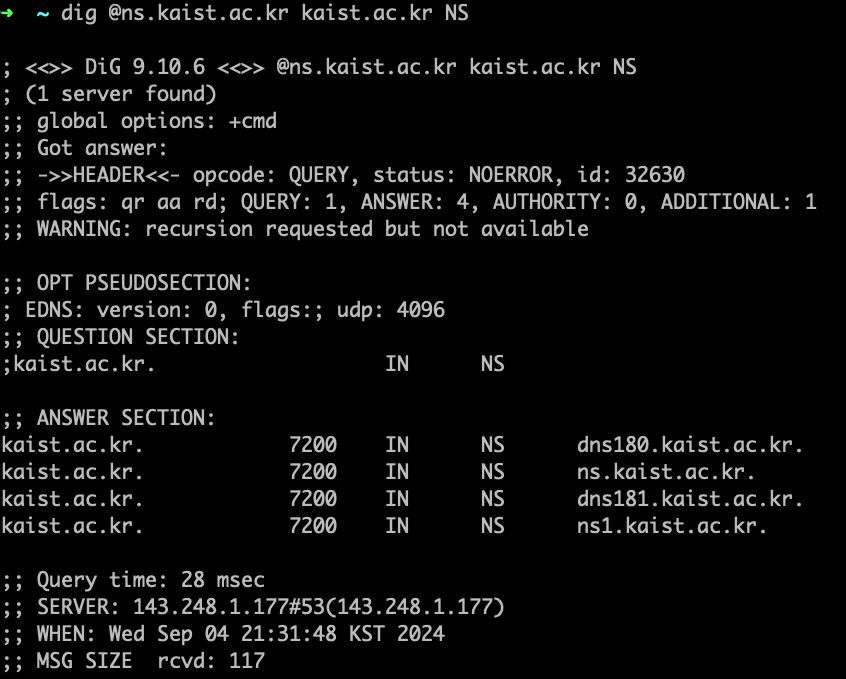 ➜  ~ dig @ns.kaist.ac.kr kaist.ac.kr NS

; <<>> DiG 9.10.6 <<>> @ns.kaist.ac.kr kaist.ac.kr NS
; (1 server found)
;; global options: +cmd
;; Got answer:
;; ->>HEADER<<- opcode: QUERY, status: NOERROR, id: 32630
;; flags: qr aa rd; QUERY: 1, ANSWER: 4, AUTHORITY: 0, ADDITIONAL: 1
;; WARNING: recursion requested but not available

;; OPT PSEUDOSECTION:
; EDNS: version: 0, flags:; udp: 4096
;; QUESTION SECTION:
;kaist.ac.kr.			IN	NS

;; ANSWER SECTION:
kaist.ac.kr.		7200	IN	NS	dns180.kaist.ac.kr.
kaist.ac.kr.		7200	IN	NS	ns.kaist.ac.kr.
kaist.ac.kr.		7200	IN	NS	dns181.kaist.ac.kr.
kaist.ac.kr.		7200	IN	NS	ns1.kaist.ac.kr.

;; Query time: 28 msec
;; SERVER: 143.248.1.177#53(143.248.1.177)
;; WHEN: Wed Sep 04 21:31:48 KST 2024
;; MSG SIZE  rcvd: 117